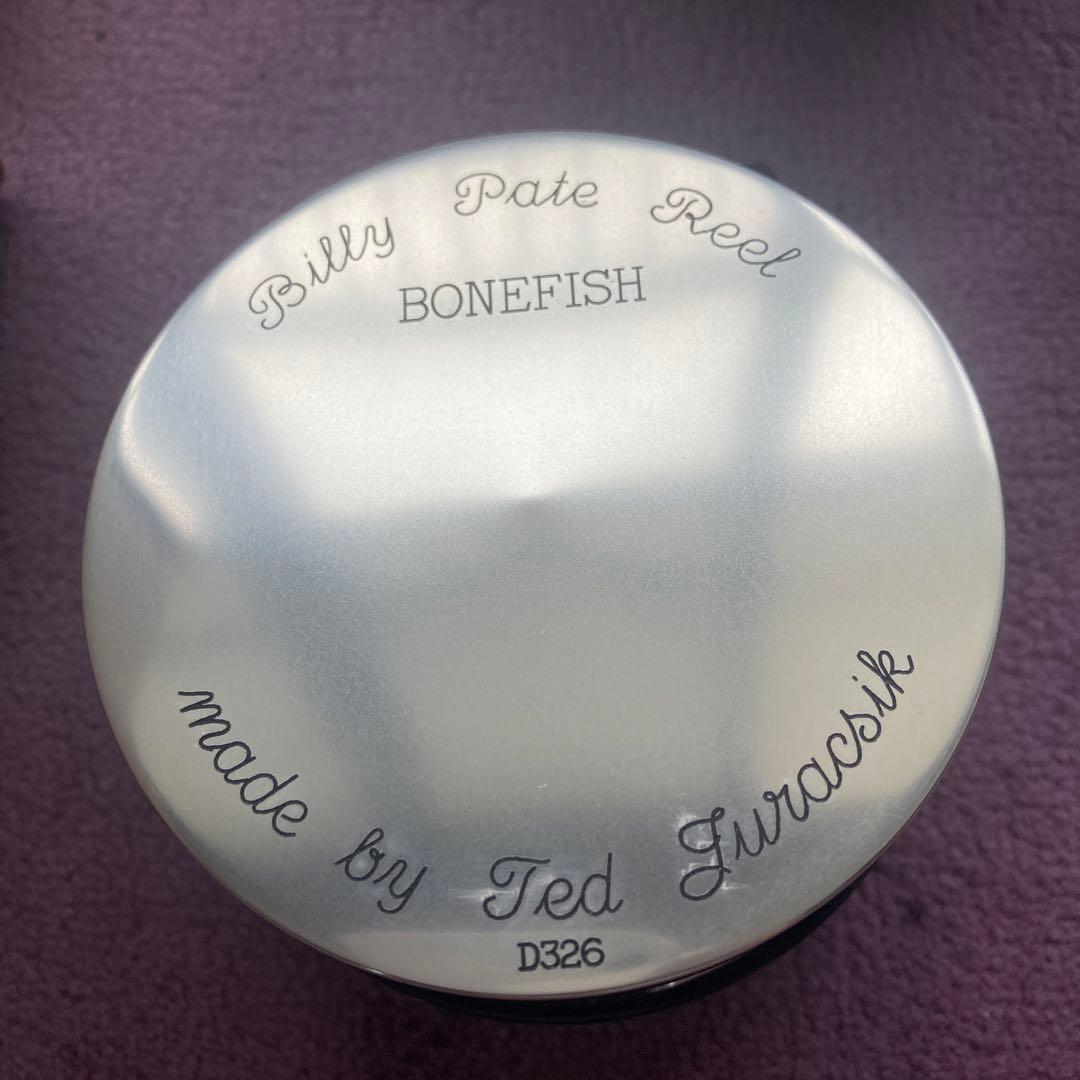 Billy Pate Reel
BONEFISH
made by Ted Juracsik
D326